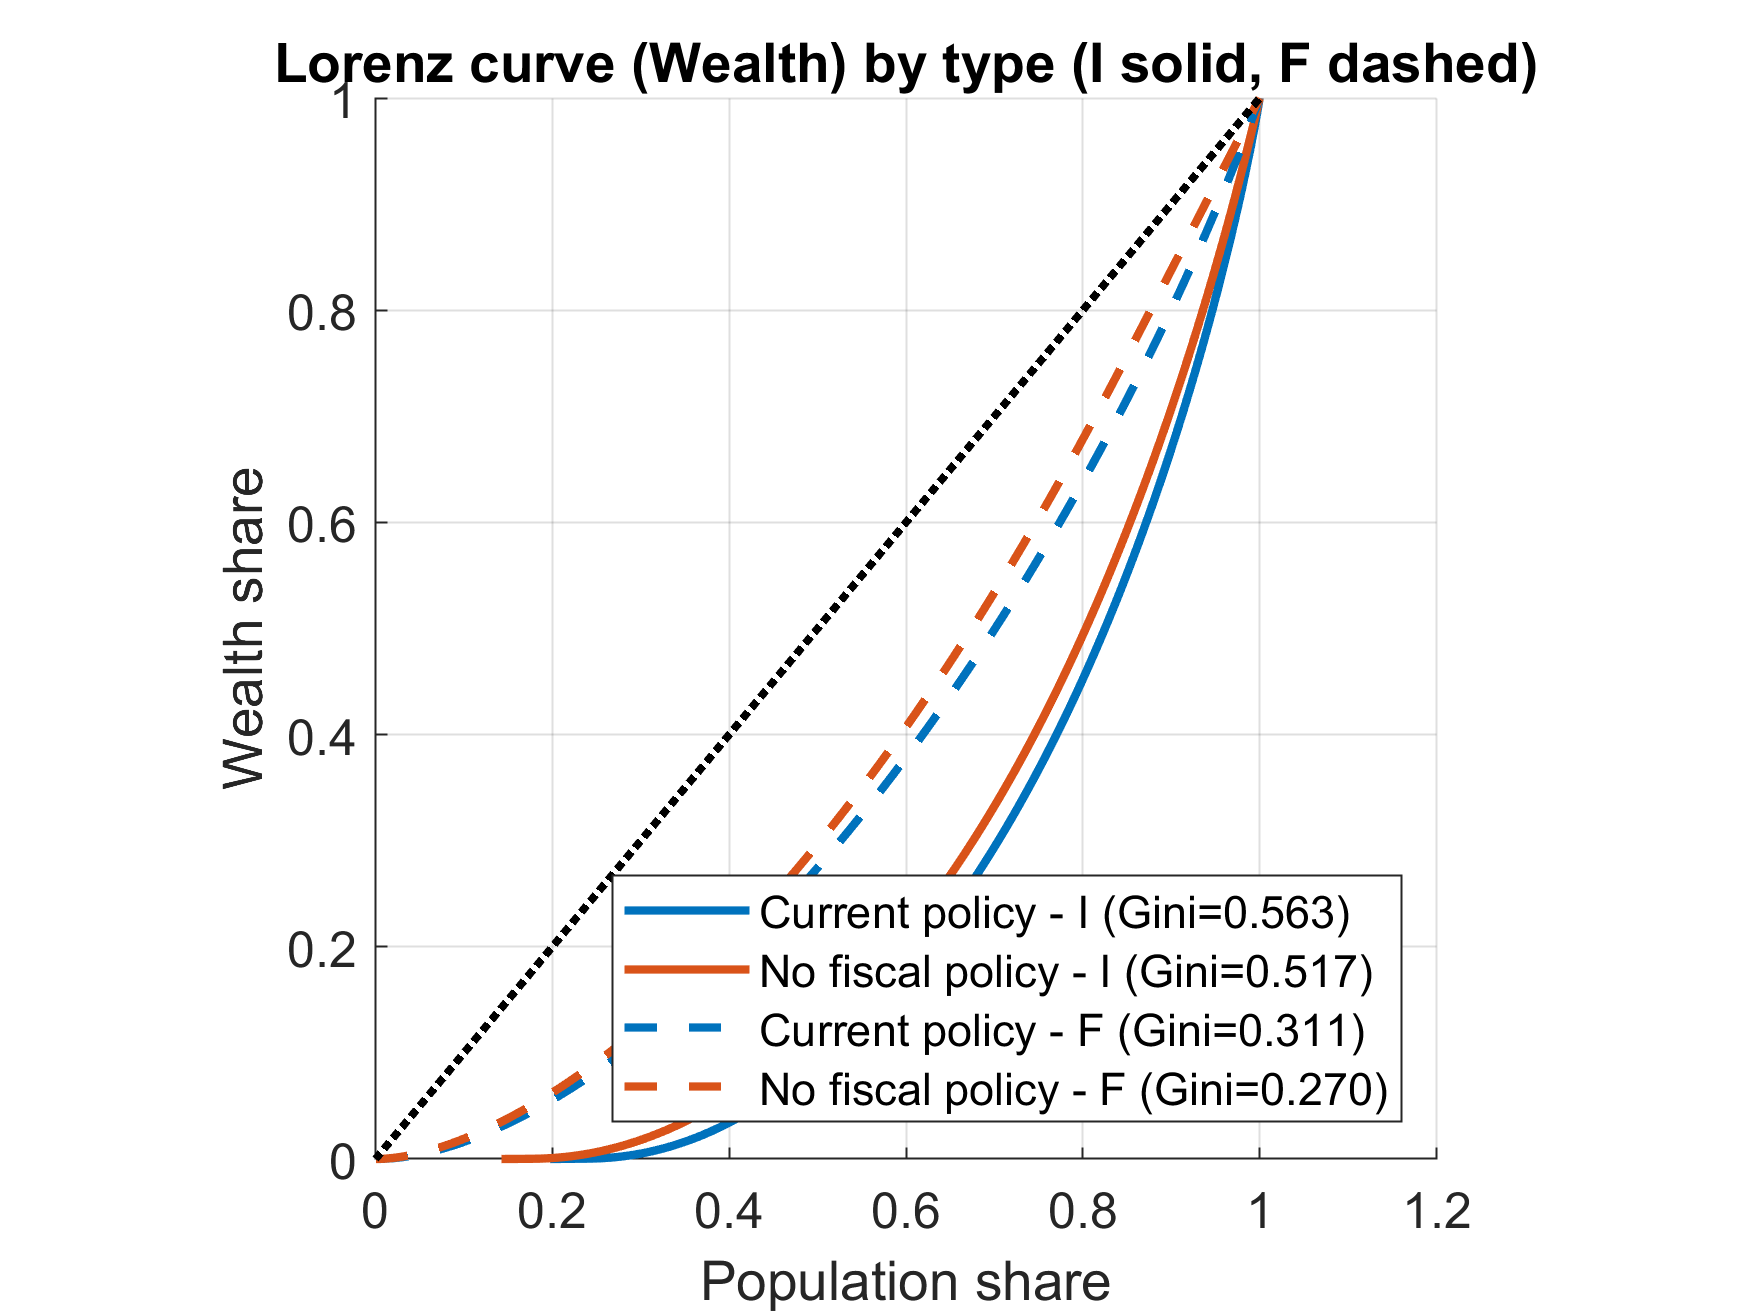 Lorenz curve (Wealth) by type (I solid, F dashed)
1
0.8
0.6
0.4
0.2
0
Wealth share
Current policy - I (Gini=0.563)
No fiscal policy - I (Gini=0.517)
Current policy - F (Gini=0.311)
No fiscal policy - F (Gini=0.270)
0 0.2 0.4 0.6 0.8 1 1.2
Population share